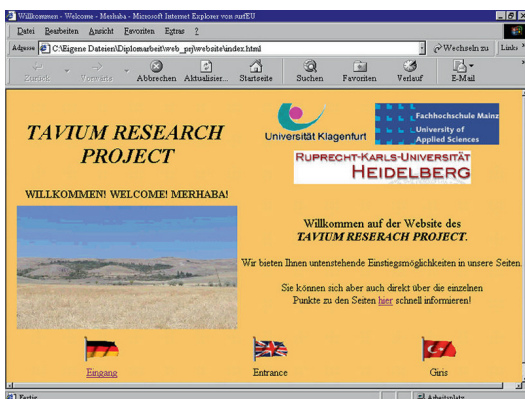 Willkommen - Welcome - Merhaba - Microsoft Internet Explorer von surfEU
Datei Bearbeiten Ansicht Favoriten Extras ?
Adresse C:\Eigene Dateien\Diplomarbeit\web_prj\website\index.html Wechseln zu Links
Zurück Vorwärts Abbrechen Aktualisier... Startseite Suchen Favoriten Verlauf E-Mail
TAVIUM RESEARCH
PROJECT
WILLKOMMEN! WELCOME! MERHABA!
Universität Klagenfurt
Fachhochschule Mainz
University of
Applied Sciences
RUPRECHT-KARLS-UNIVERSITÄT
HEIDELBERG
Willkommen auf der Website des
TAVIUM RESERACH PROJECT.
Wir bieten Ihnen untenstehende Einstiegsmöglichkeiten in unsere Seiten.
Sie können sich aber auch direkt über die einzelnen
Punkte zu den Seiten hier schnell informieren!
Eingang Entrance Giris
Fertig Arbeitsplatz